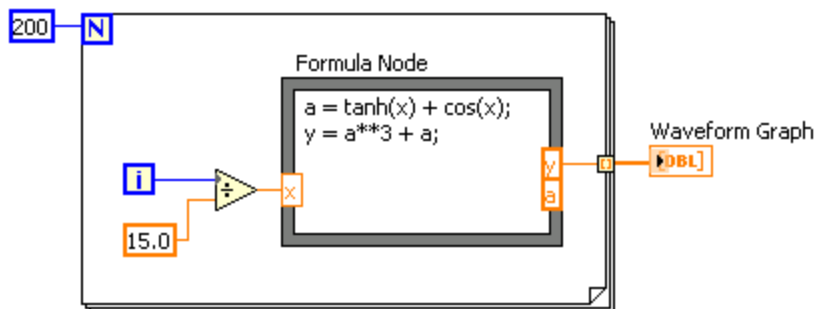 200
N
Formula Node
a = tanh(x) + cos(x);
y = a**3 + a;
Waveform Graph
y
[DBL]
i
÷
x
a
15.0